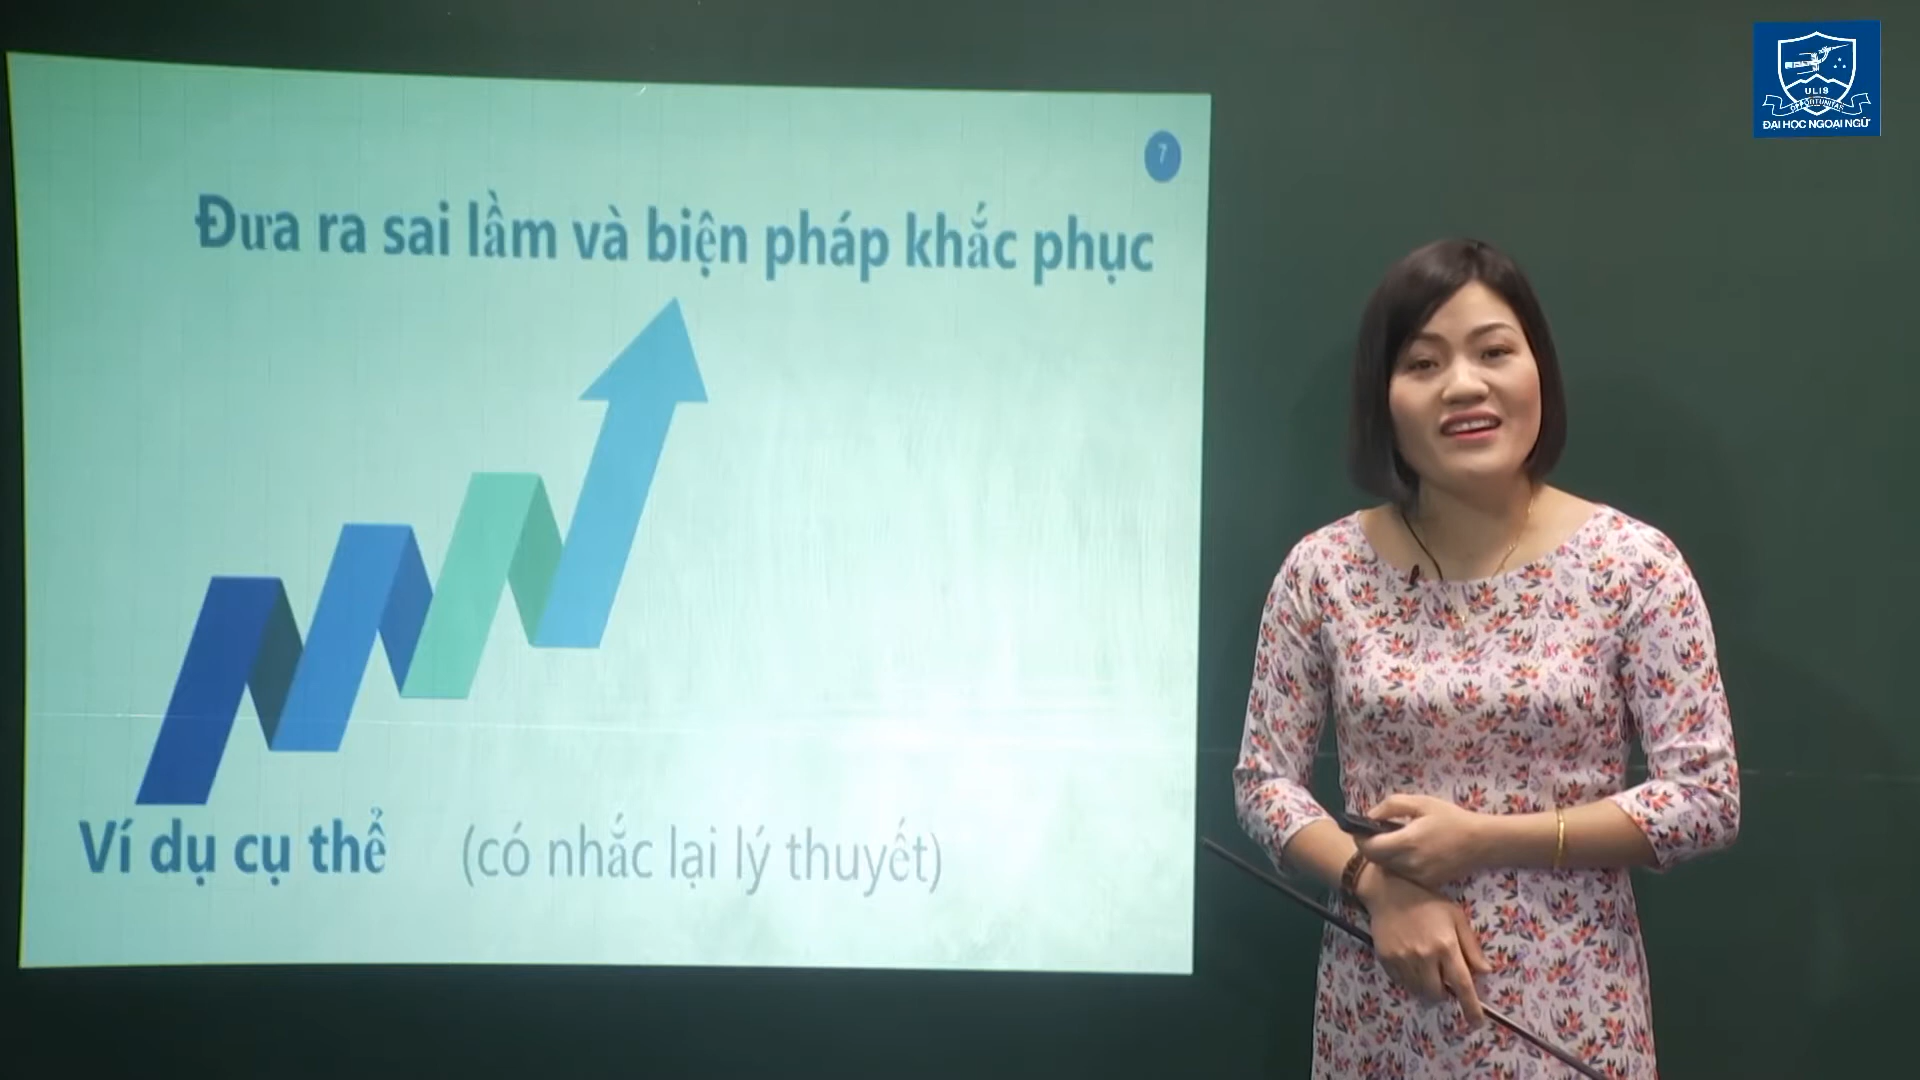 ULIS
OPPORTUNITAS
ĐẠI HỌC NGOẠI NGỮ
7
Đưa ra sai lầm và biện pháp khắc phục
Ví dụ cụ thể (có nhắc lại lý thuyết)